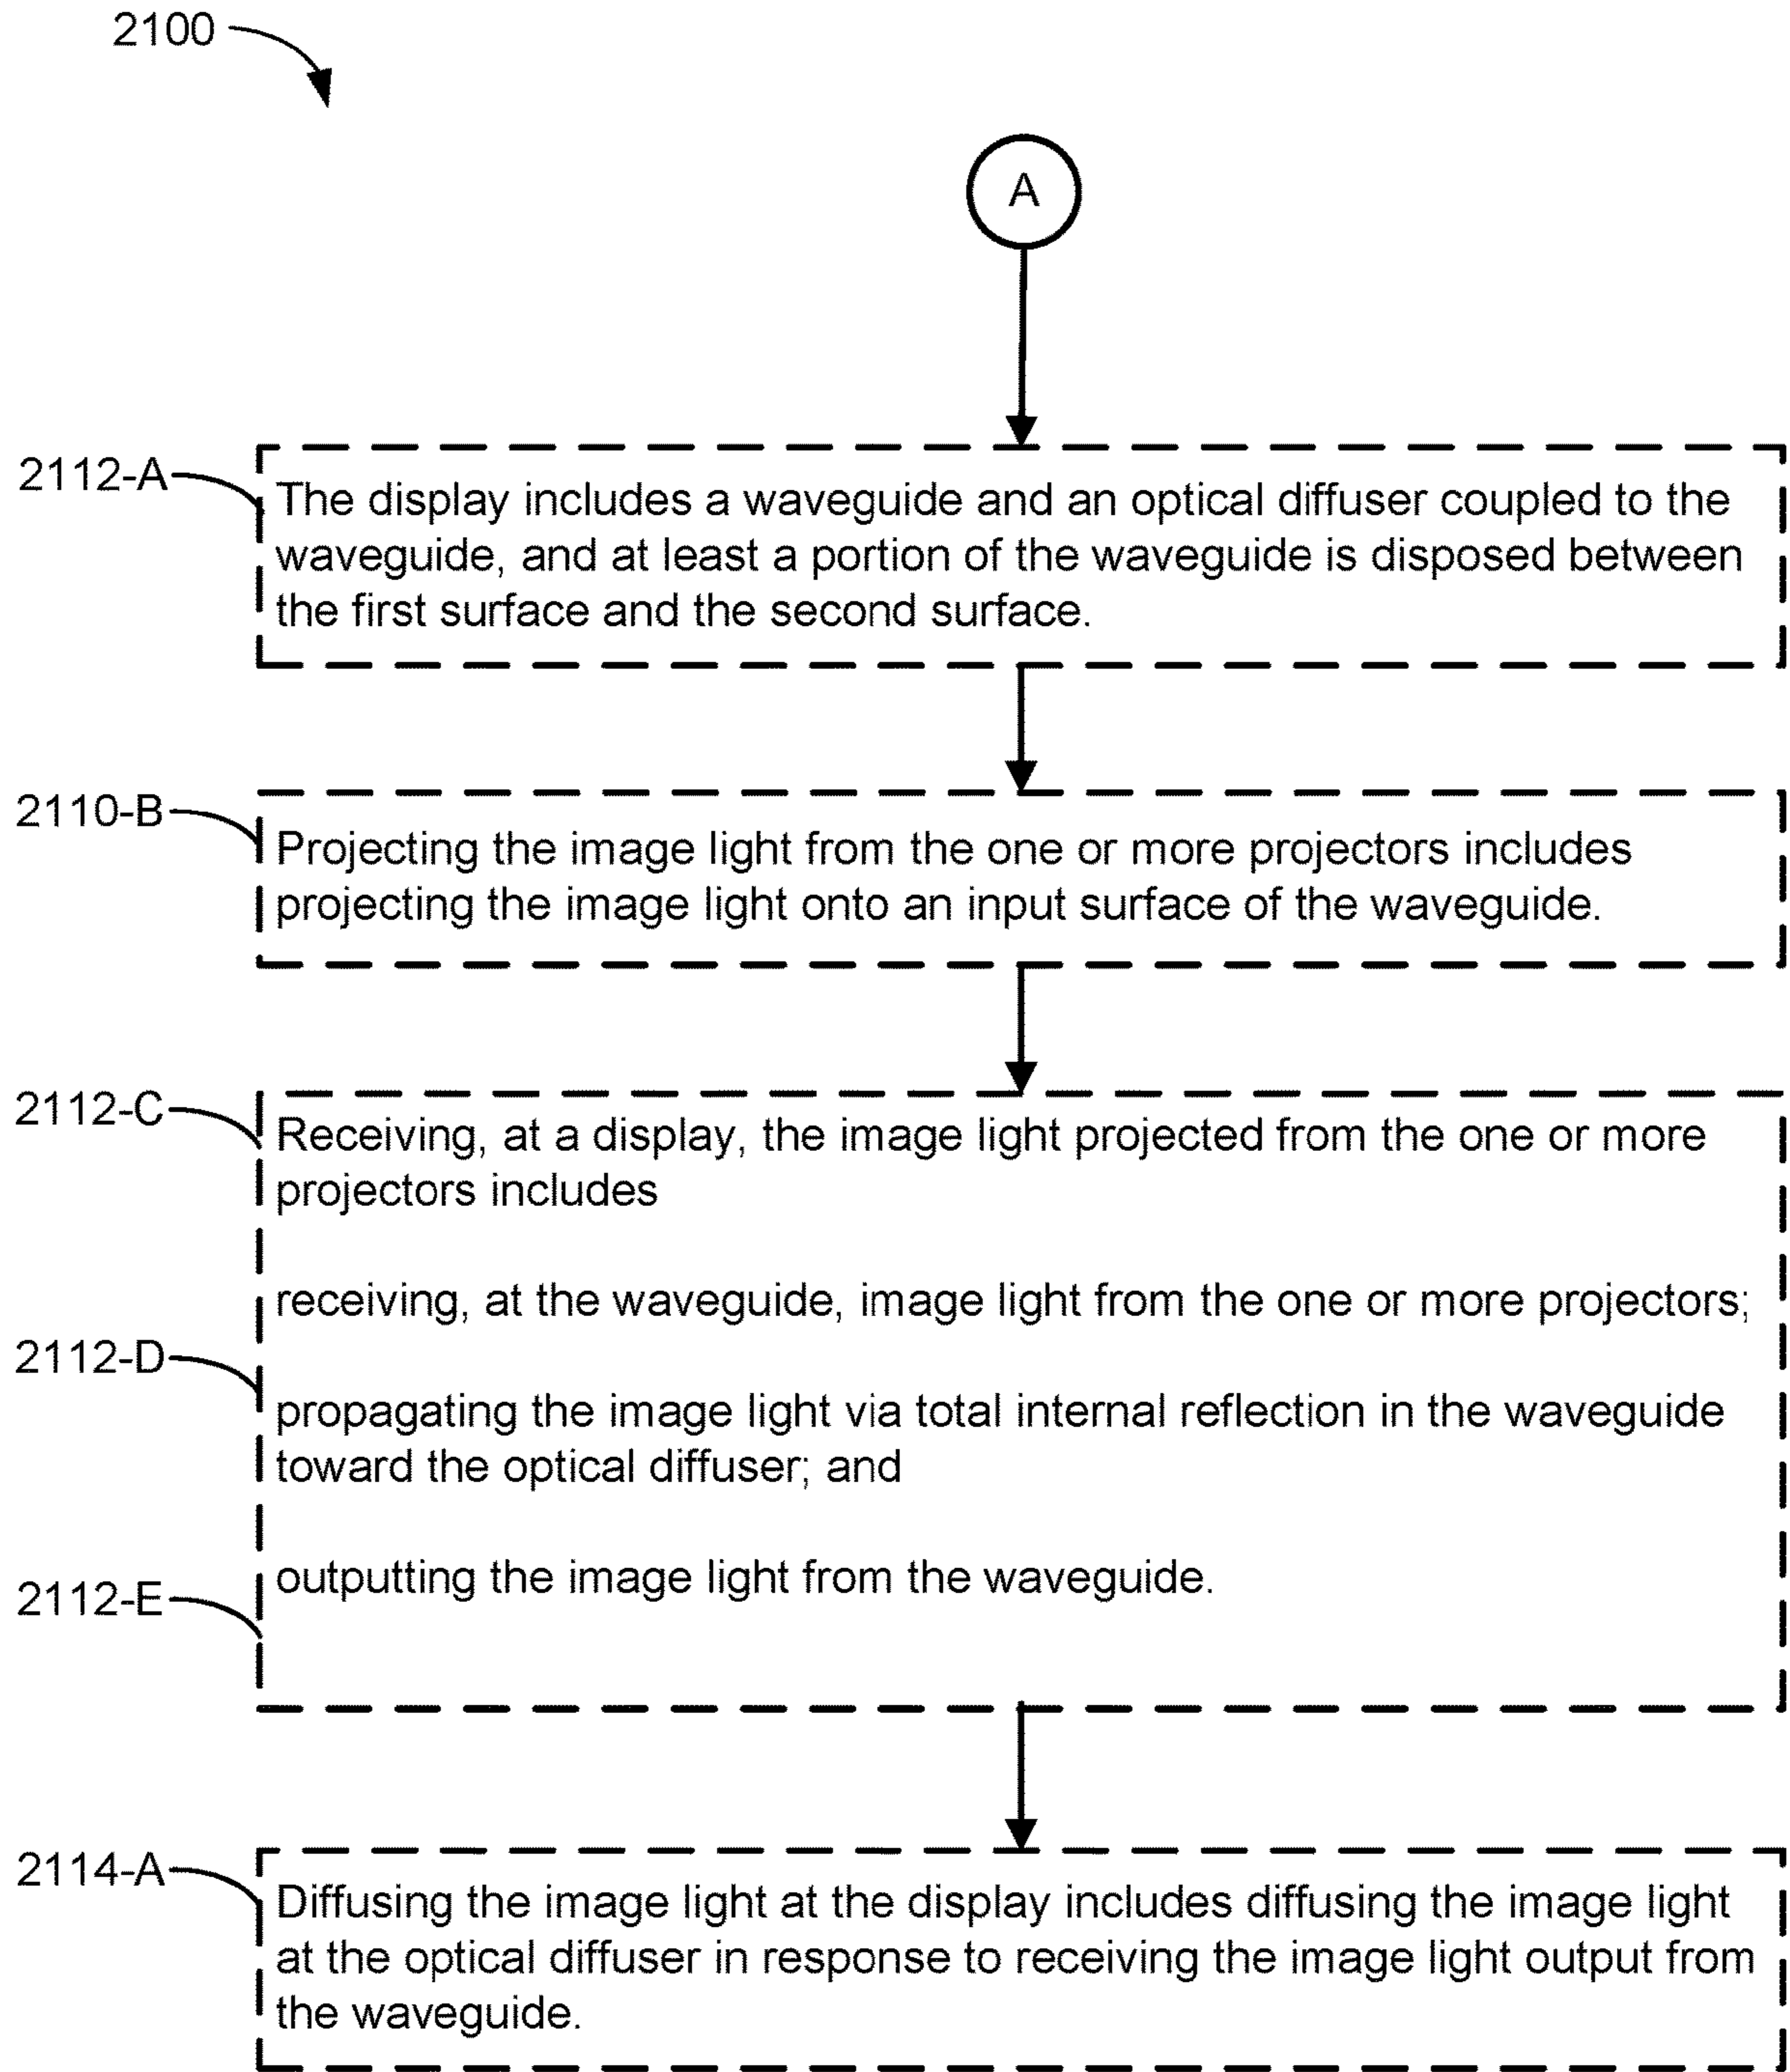 2100
A
2112-A
The display includes a waveguide and an optical diffuser coupled to the
waveguide, and at least a portion of the waveguide is disposed between
the first surface and the second surface.
2110-B
Projecting the image light from the one or more projectors includes
projecting the image light onto an input surface of the waveguide.
2112-C
Receiving, at a display, the image light projected from the one or more
projectors includ
receiving, at the waveguide, image light from the one or more projectors;
2112-D
propagating the image light via total internal reflection in the waveguide
toward the optical diffuser; and
2112-E
outputting the image light from the waveguide.
2114-A
Diffusing the image light at the display includes diffusing the image light
at the optical diffuser in response to receiving the image light output from
the waveguide.